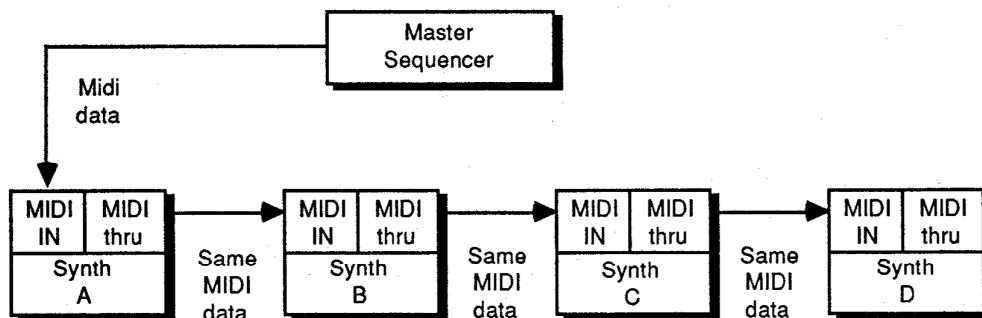 Master
Sequencer
Midi
data
MIDI
IN
MIDI
thru
Synth
A
Same
MIDI
data
MIDI
IN
MIDI
thru
Synth
B
Same
MIDI
data
MIDI
IN
MIDI
thru
Synth
C
Same
MIDI
data
MIDI
IN
MIDI
thru
Synth
D